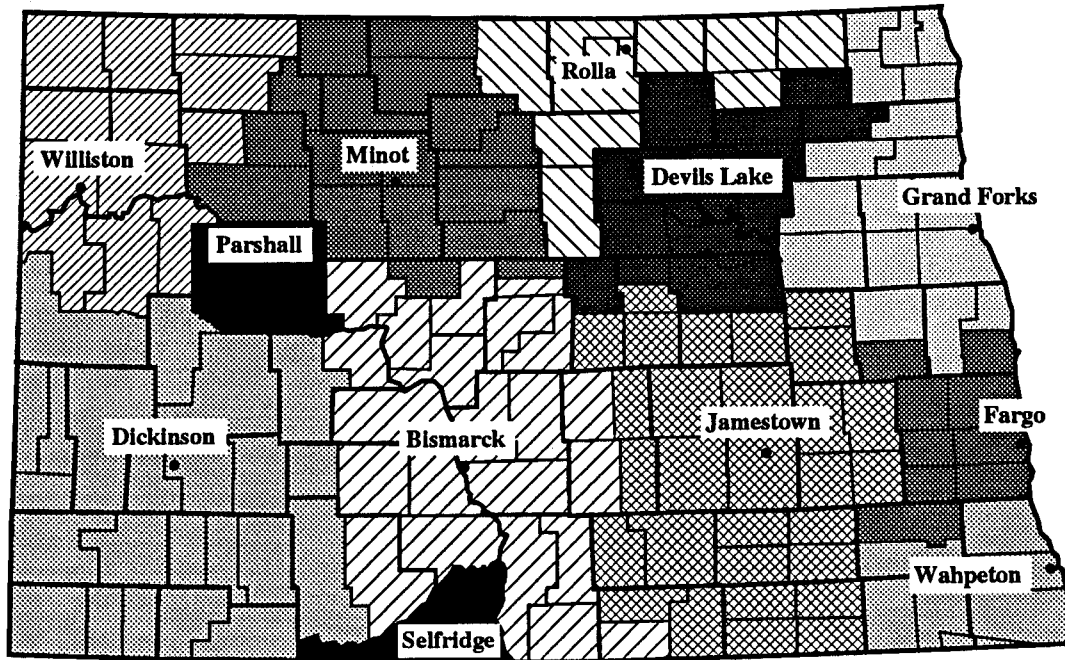 Rolla
Williston
Minot
Devils Lake
Grand Forks
Parshall
Dickinson
Bismarck
Jamestown
Fargo
Wahpeton
Selfridge